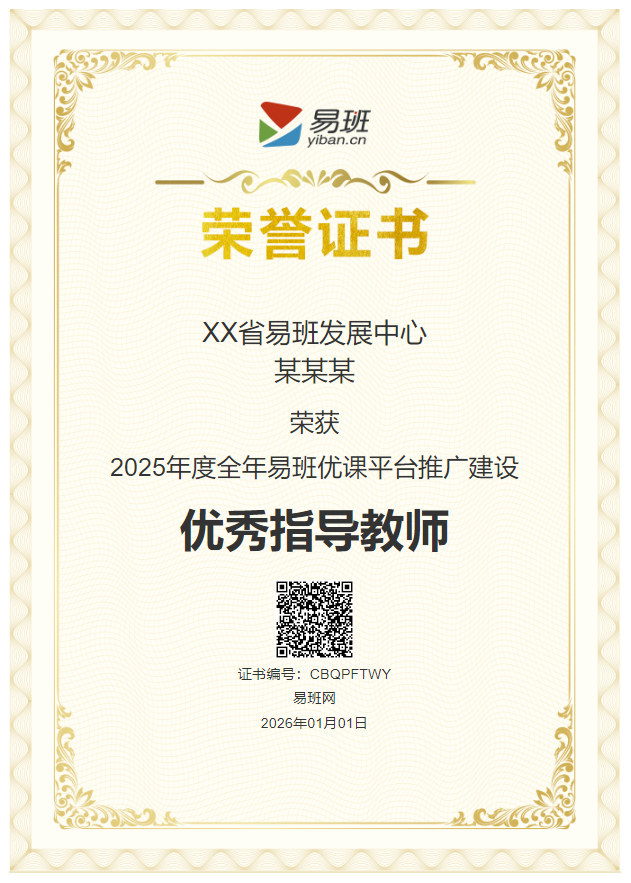 易班
yiban.cn
荣誉证书
XX省易班发展中心
某某某
荣获
2025年度全年易班优课平台推广建设
优秀指导教师
证书编号：CBQPFTWY
易班网
2026年01月01日